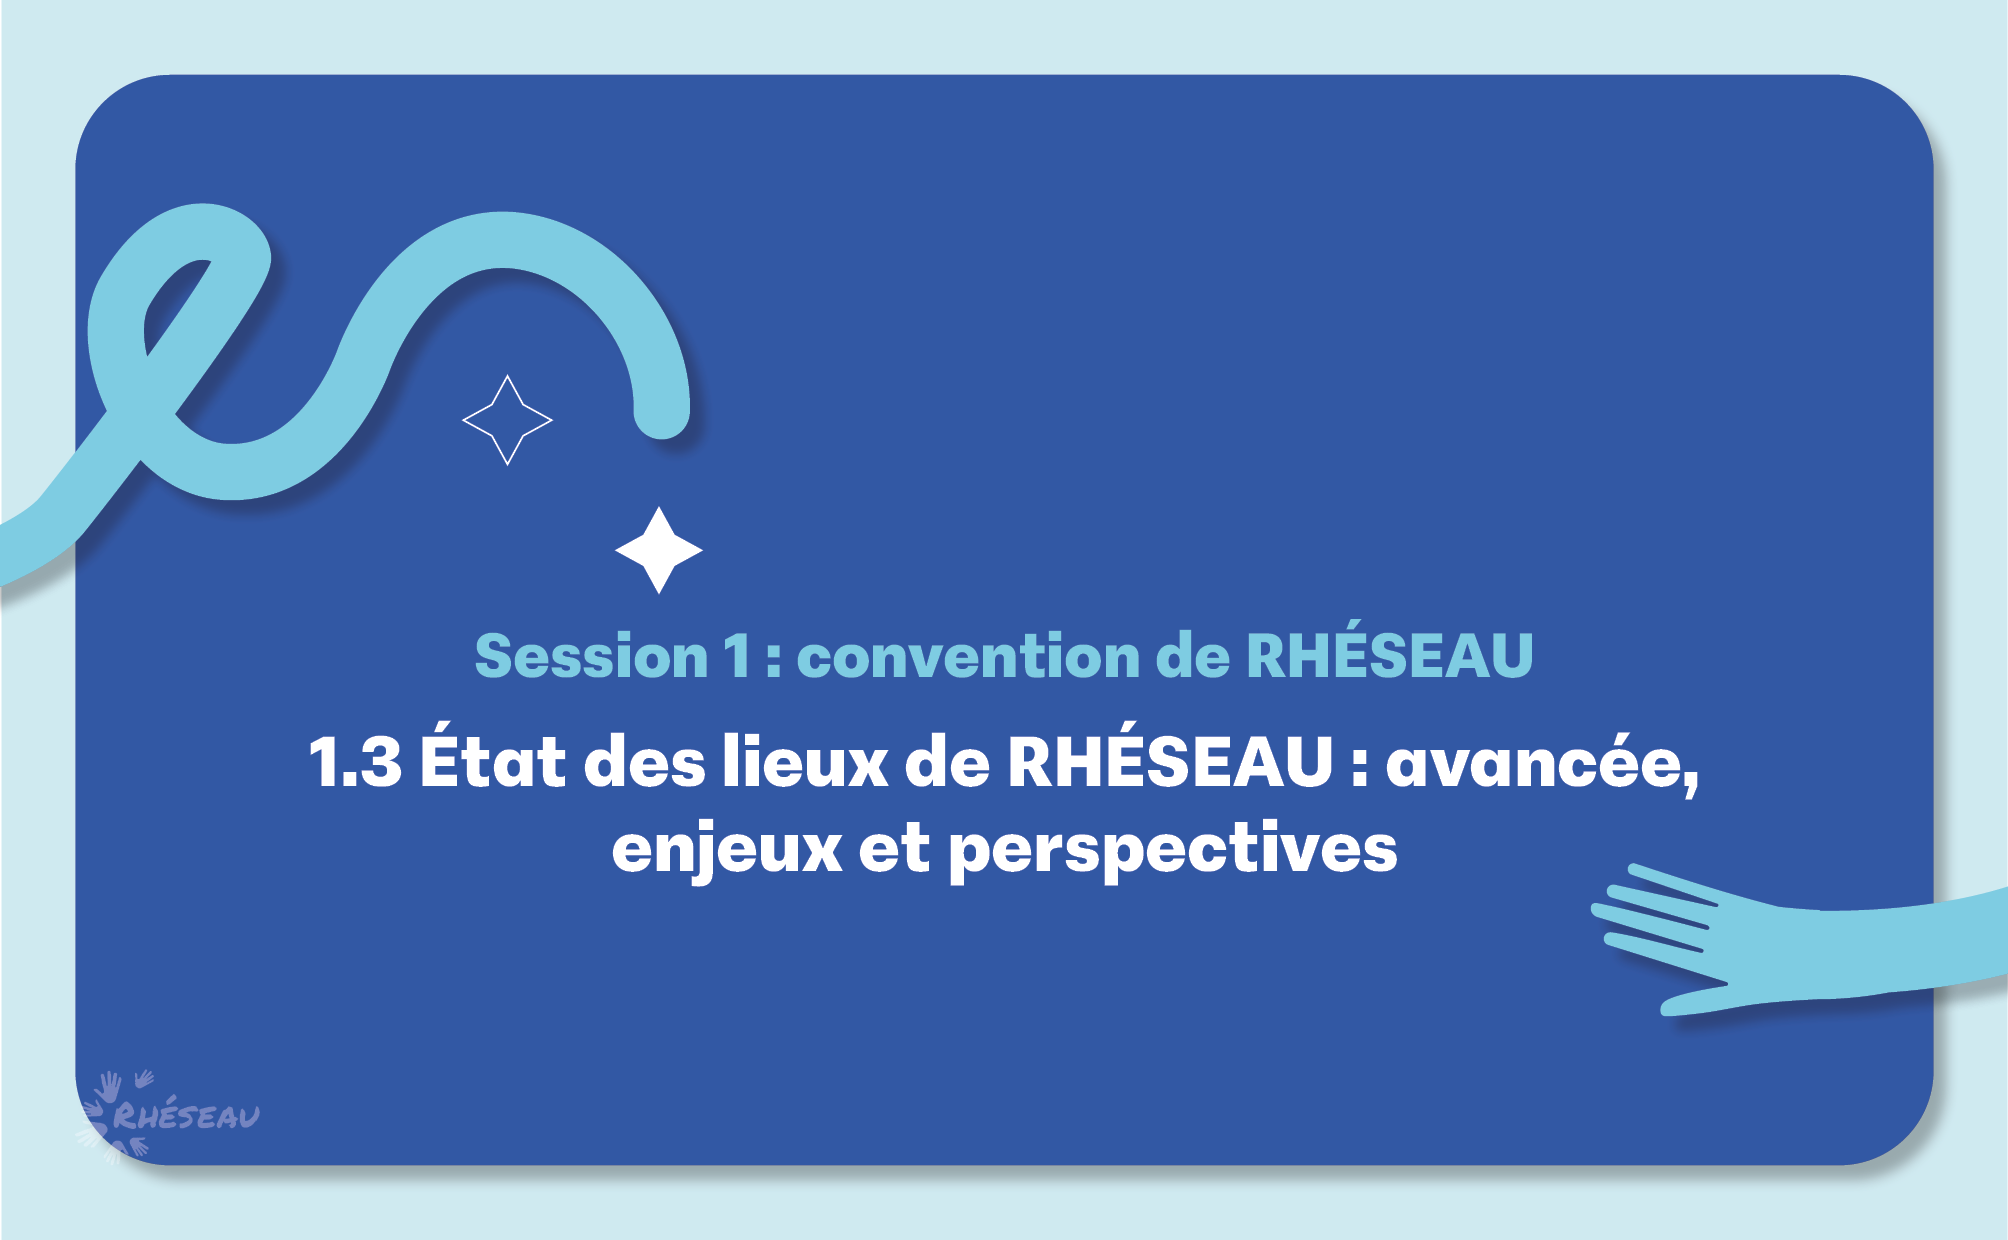 Session 1 : convention de RHÉSEAU
1.3 État des lieux de RHÉSEAU : avancée,
enjeux et perspectives
RHÉSEAU